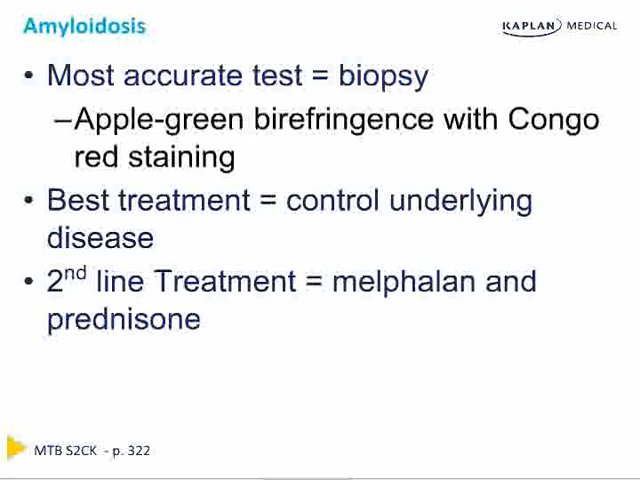 Amyloidosis
KAPLAN MEDICAL
• Most accurate test = biopsy
–Apple-green birefringence with Congo
red staining
• Best treatment = control underlying
disease
• 2nd line Treatment = melphalan and
prednisone
MTB S2CK - p. 322